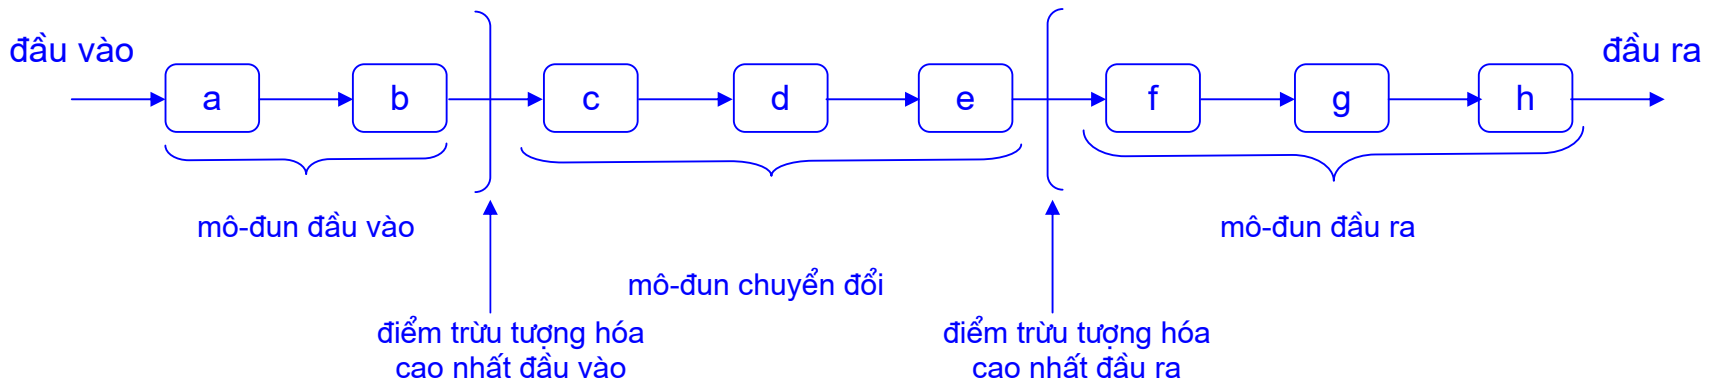 đầu vào
đầu ra
a
b
c
d
e
f
g
h
mô-đun đầu vào
mô-đun đầu ra
mô-đun chuyển đổi
điểm trừu tượng hóa
cao nhất đầu vào
điểm trừu tượng hóa
cao nhất đầu ra